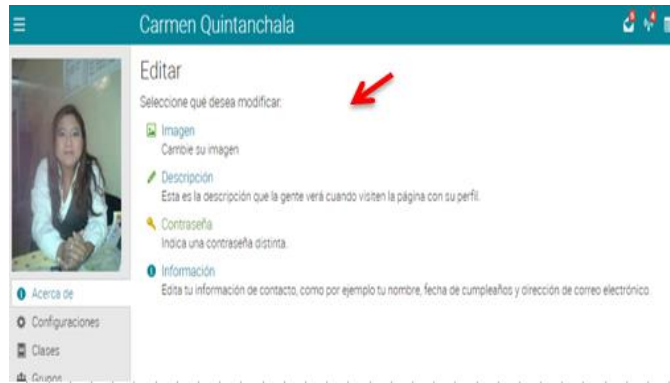 Carmen Quintanchala
Editar
Seleccione qué desea modificar:
Imagen
Cambie su imagen
Descripción
Esta es la descripción que la gente verá cuando visiten la página con su perfil.
Contraseña
Indica una contraseña distinta.
Información
Edita tu información de contacto, como por ejemplo tu nombre, fecha de cumpleaños y dirección de correo electrónico.
Acerca de
Configuraciones
Clases
Grupos